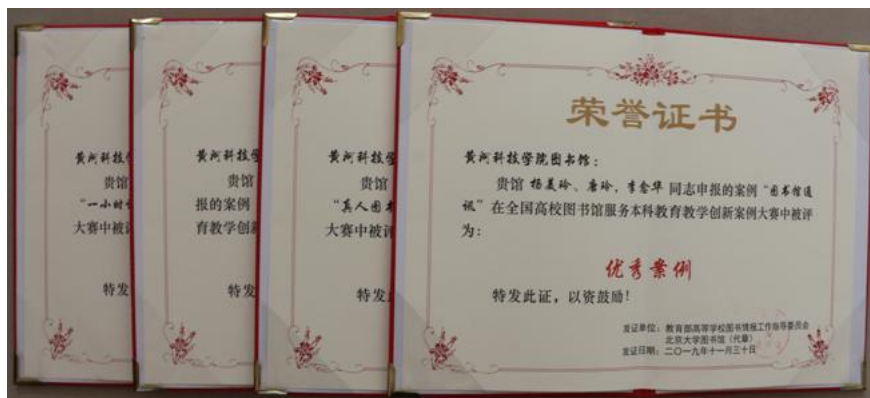 黄河科技学
贵馆
“一小时
大赛中被评
特发
黄河科技学
贵馆
报的案例
育教学创新
特发
黄河科技学
贵馆
“真人图书
大赛中被评
特发
荣誉证书
黄河科技学院图书馆：
贵馆 杨美玲、唐玲，李念华 同志申报的案例“图书馆通
讯”在全国高校图书馆服务本科教育教学创新案例大赛中被评
为：
优秀案例
特发此证，以资鼓励！
发证单位：教育部高等学校图书情报工作指导委员会
北京大学图书馆（代章）
发证日期：二〇一九年十一月三十日